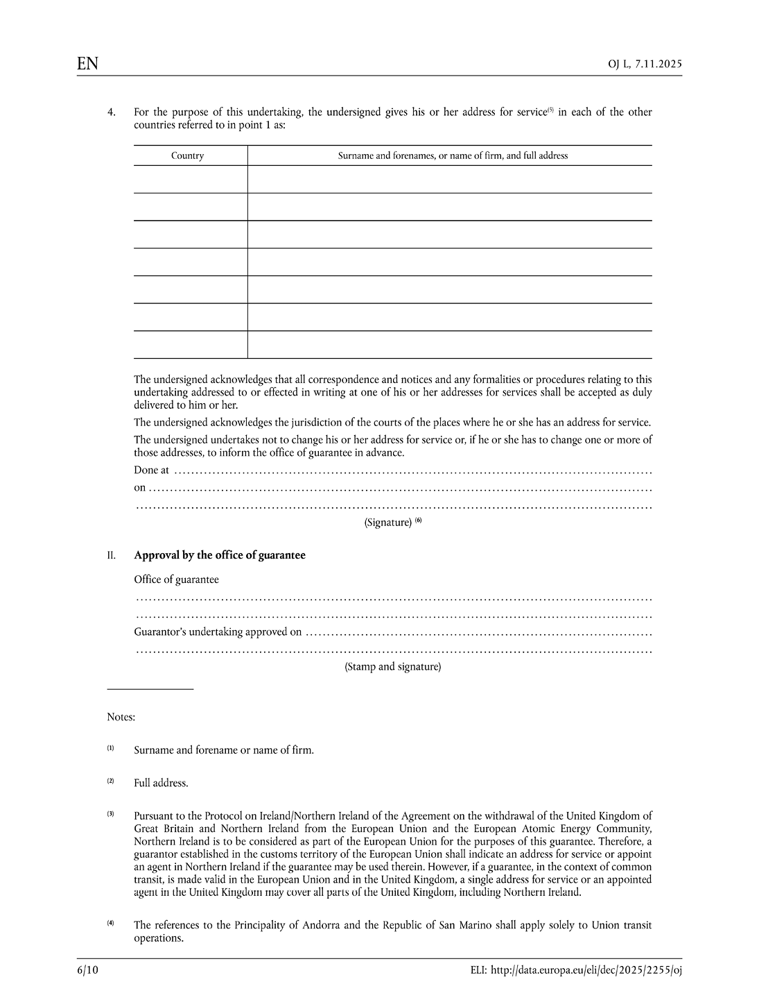 EN
OJ L, 7.11.2025
4. For the purpose of this undertaking, the undersigned gives his or her address for service(5) in each of the other
countries referred to in point 1 as:
Country
Surname and forenames, or name of firm, and full address
The undersigned acknowledges that all correspondence and notices and any formalities or procedures relating to this
undertaking addressed to or effected in writing at one of his or her addresses for services shall be accepted as duly
delivered to him or her.
The undersigned acknowledges the jurisdiction of the courts of the places where he or she has an address for service.
The undersigned undertakes not to change his or her address for service or, if he or she has to change one or more of
those addresses, to inform the office of guarantee in advance.
Done at ....................................................................................................................
on ..........................................................................................................................
.............................................................................................................................
(Signature) (6)
II. Approval by the office of guarantee
Office of guarantee
.............................................................................................................................
.............................................................................................................................
Guarantor's undertaking approved on ...................................................................................
.............................................................................................................................
(Stamp and signature)
Notes:
(1) Surname and forename or name of firm.
(2) Full address.
(3) Pursuant to the Protocol on Ireland/Northern Ireland of the Agreement on the withdrawal of the United Kingdom of
Great Britain and Northern Ireland from the European Union and the European Atomic Energy Community,
Northern Ireland is to be considered as part of the European Union for the purposes of this guarantee. Therefore, a
guarantor established in the customs territory of the European Union shall indicate an address for service or appoint
an agent in Northern Ireland if the guarantee may be used therein. However, if a guarantee, in the context of common
transit, is made valid in the European Union and in the United Kingdom, a single address for service or an appointed
agent in the United Kingdom may cover all parts of the United Kingdom, including Northern Ireland.
(4) The references to the Principality of Andorra and the Republic of San Marino shall apply solely to Union transit
operations.
6/10
ELI: http://data.europa.eu/eli/dec/2025/2255/oj